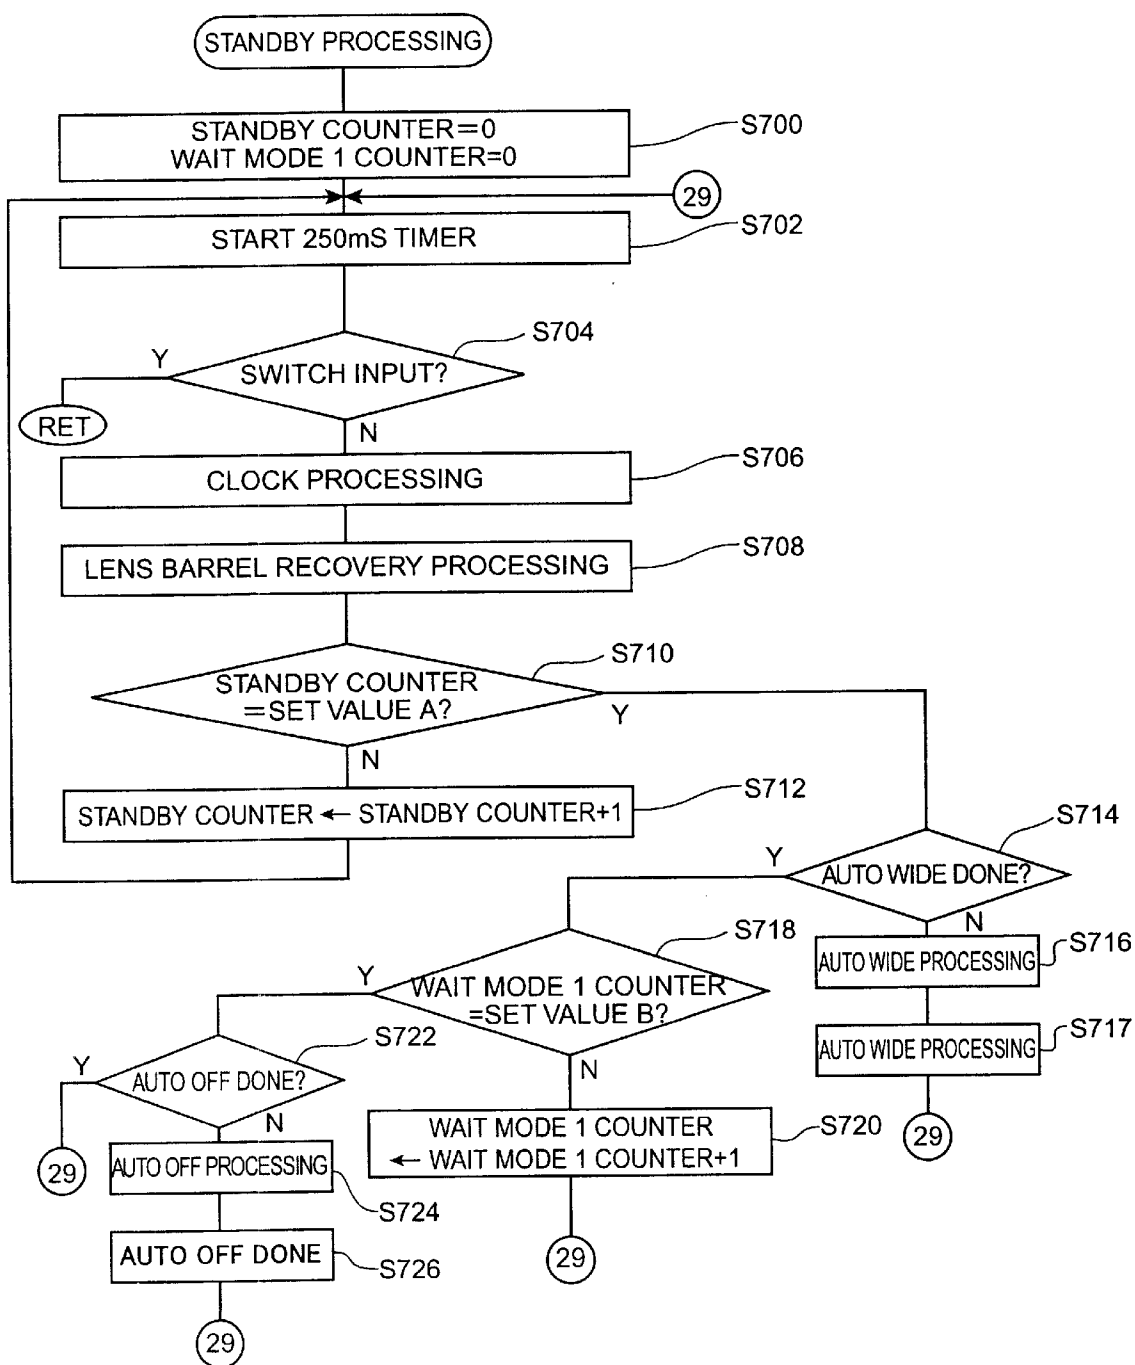 STANDBY PROCESSING
STANDBY COUNTER=0
WAIT MODE 1 COUNTER=0
S700
29
START 250mS TIMER
S702
S704
Y
SWITCH INPUT?
RET
N
CLOCK PROCESSING
S706
LENS BARREL RECOVERY PROCESSING
S708
S710
STANDBY COUNTER
=SET VALUE A?
Y
N
STANDBY COUNTER ← STANDBY COUNTER+1
S712
S714
Y
AUTO WIDE DONE?
N
S718
Y
WAIT MODE 1 COUNTER
=SET VALUE B?
N
AUTO WIDE PROCESSING
S716
AUTO WIDE PROCESSING
S717
29
S722
Y
AUTO OFF DONE?
N
29
WAIT MODE 1 COUNTER
← WAIT MODE 1 COUNTER+1
S720
29
AUTO OFF PROCESSING
S724
AUTO OFF DONE
S726
29